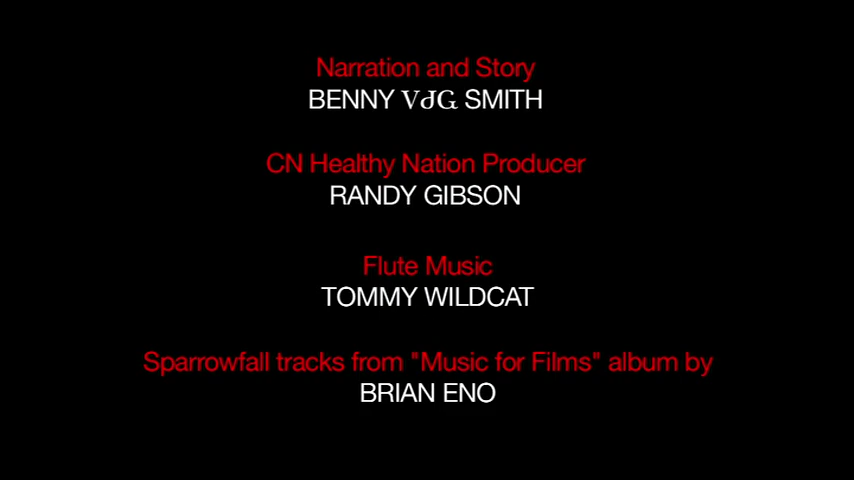 Narration and Story
BENNY ᏙᏧᏳ SMITH
CN Healthy Nation Producer
RANDY GIBSON
Flute Music
TOMMY WILDCAT
Sparrowfall tracks from "Music for Films" album by
BRIAN ENO